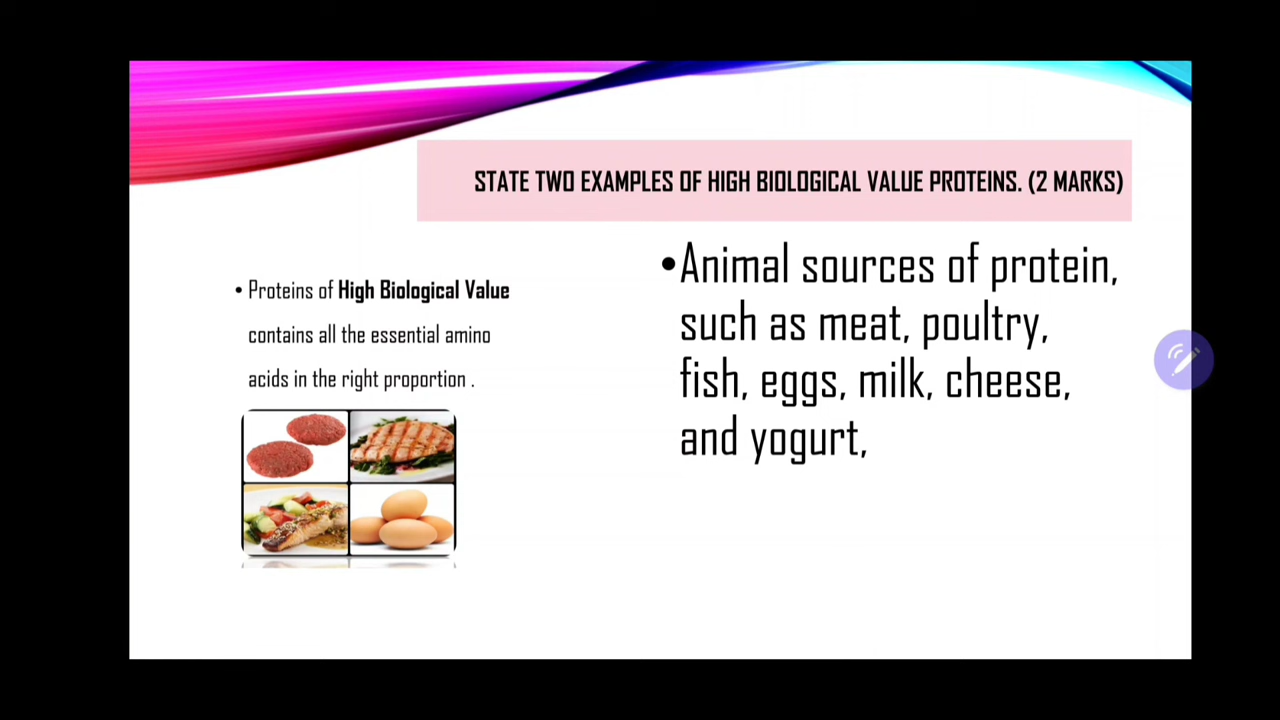 STATE TWO EXAMPLES OF HIGH BIOLOGICAL VALUE PROTEINS. (2 MARKS)
• Proteins of High Biological Value
contains all the essential amino
acids in the right proportion .
•Animal sources of protein,
such as meat, poultry,
fish, eggs, milk, cheese,
and yogurt,